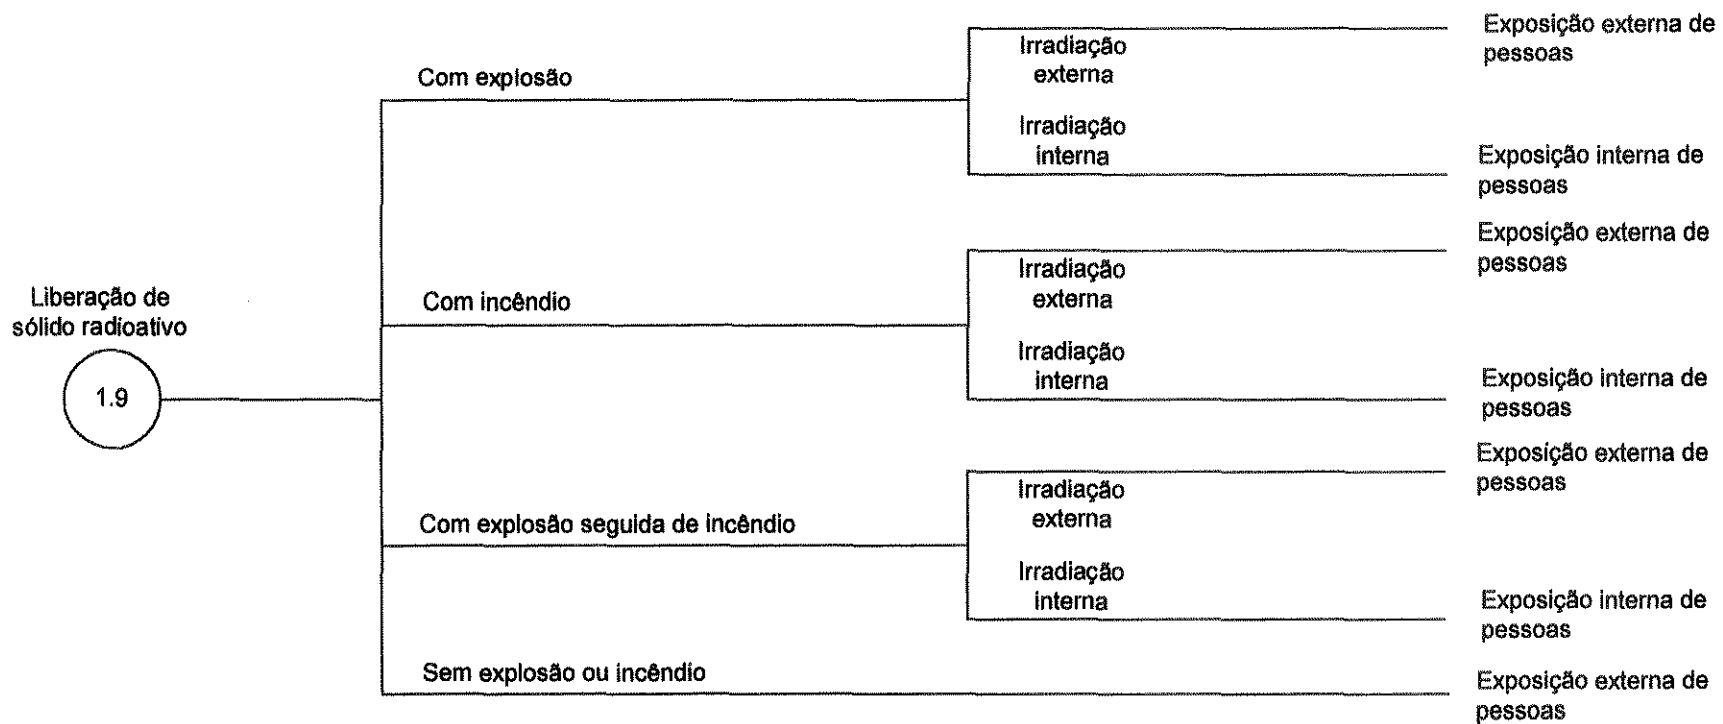 Exposição externa de
pessoas
Irradiação
externa
Com explosão
Irradiação
interna
Exposição interna de
pessoas
Exposição externa de
pessoas
Irradiação
externa
Com incêndio
Liberação de
sólido radioativo
Irradiação
interna
Exposição interna de
pessoas
1.9
Exposição externa de
pessoas
Irradiação
externa
Com explosão seguida de incêndio
Irradiação
interna
Exposição interna de
pessoas
Sem explosão ou incêndio
Exposição externa de
pessoas